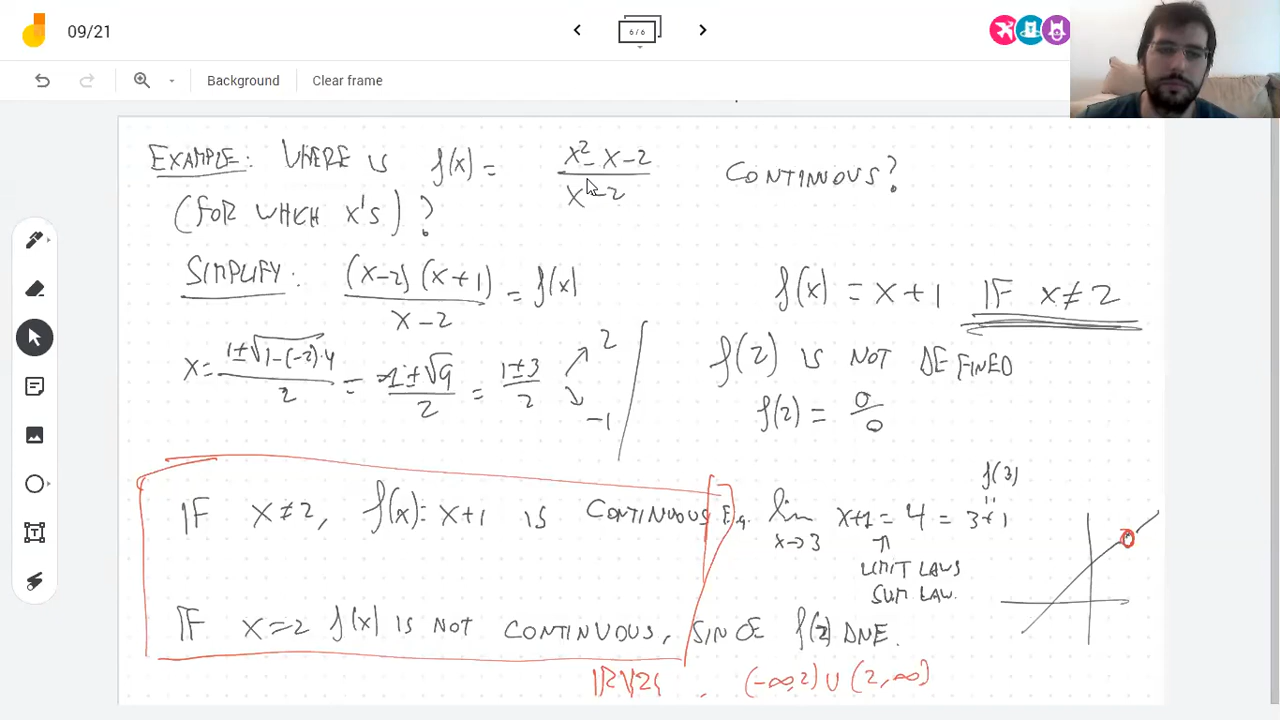 09/21
6/6
Background
Clear frame
EXAMPLE: WHERE IS f(x) = x²-x-2 / x-2 CONTINUOUS?
(FOR WHICH X'S)?
SIMPLIFY: (x-2)(x+1) / x-2 = f(x)
f(x) = x+1 IF x≠2
x = 1±√1-(-2)·4 / 2 = 1±√9 / 2 = 1±3 / 2 2 -1
f(2) IS NOT DEFINED
f(2) = 0/0
IF x≠2, f(x) = x+1 IS CONTINUOUS E.g. lim x→3 x+1 = 4 = 3+1
f(3)
LIMIT LAWS
SUM LAW.
IF x=2 f(x) IS NOT CONTINUOUS, SINCE f(2) DNE.
ℝ\{2} . (-∞,2) ∪ (2,∞)